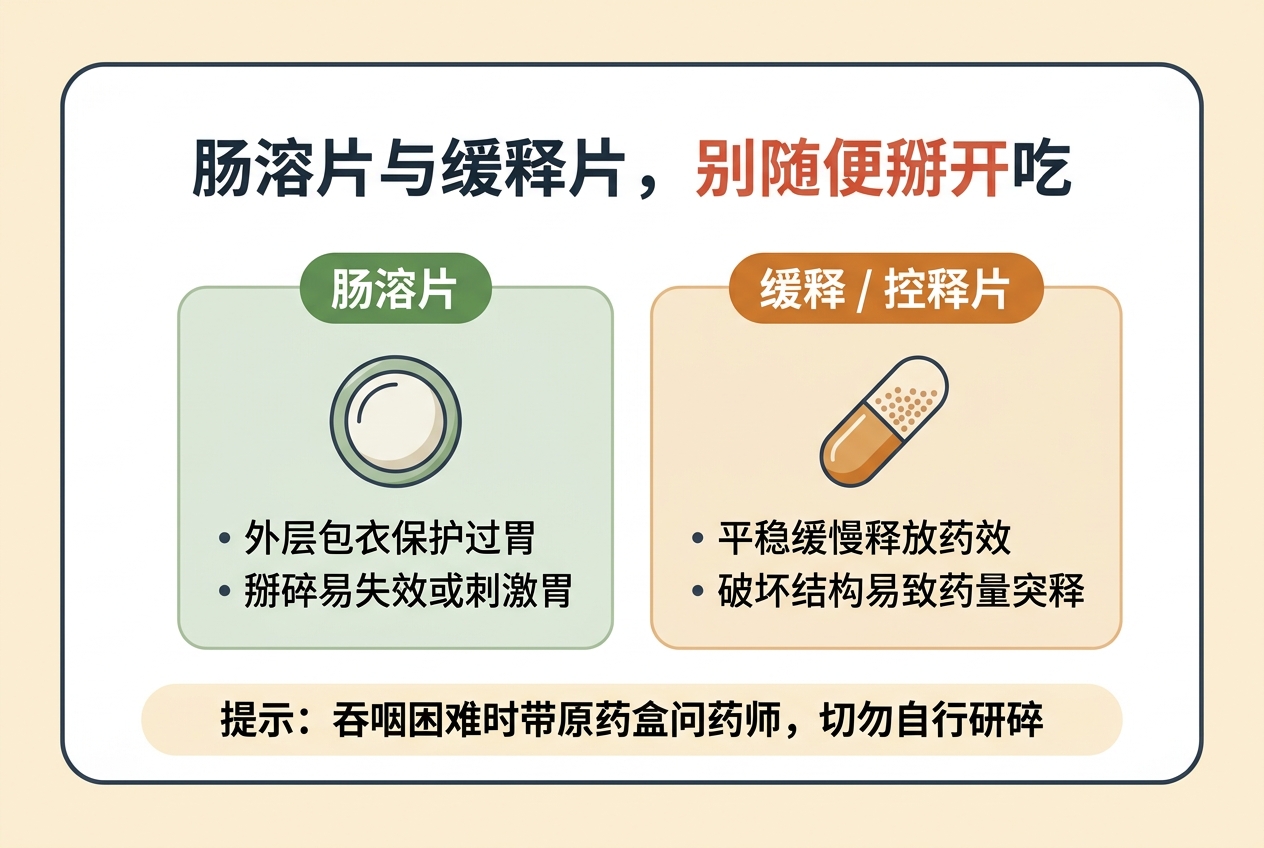 肠溶片与缓释片，别随便掰开吃
肠溶片
外层包衣保护过胃
掰碎易失效或刺激胃
缓释 / 控释片
平稳缓慢释放药效
破坏结构易致药量突释
提示：吞咽困难时带原药盒问药师，切勿自行研碎